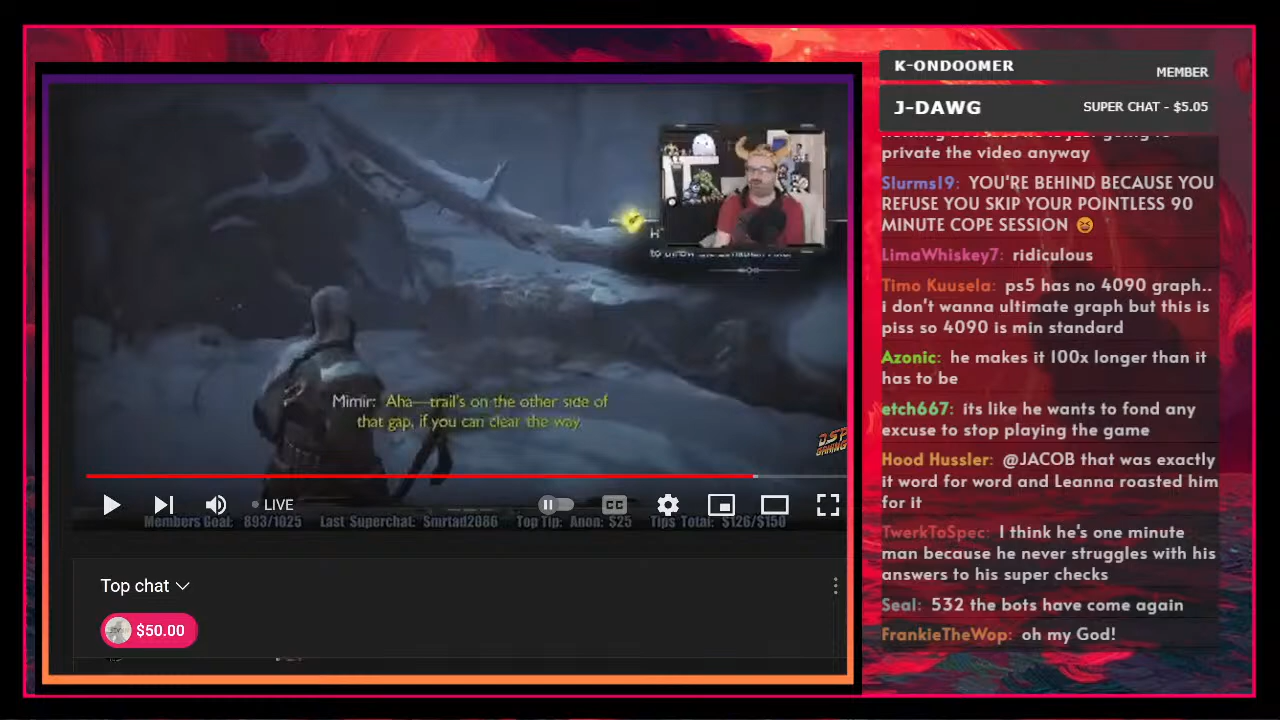 K-ONDOOMER
MEMBER
J-DAWG
SUPER CHAT - $5.05
private the video anyway
Slurms19: YOU'RE BEHIND BECAUSE YOU
REFUSE YOU SKIP YOUR POINTLESS 90
MINUTE COPE SESSION
LimaWhiskey7: ridiculous
Timo Kuusela: ps5 has no 4090 graph..
i don't wanna ultimate graph but this is
piss so 4090 is min standard
Azonic: he makes it 100x longer than it
has to be
etch667: its like he wants to fond any
excuse to stop playing the game
Hood Hussler: @JACOB that was exactly
it word for word and Leanna roasted him
for it
TwerkToSpec: I think he's one minute
man because he never struggles with his
answers to his super checks
Seal: 532 the bots have come again
FrankieTheWop: oh my God!
Mimir: Aha—trail's on the other side of
that gap, if you can clear the way.
DSP
GAMING
LIVE
CC
Members Goal: 893/1025 Last Superchat: Smrtad2086 Top Tip: Anon: $25 Tips Total: $126/$150
Top chat
$50.00